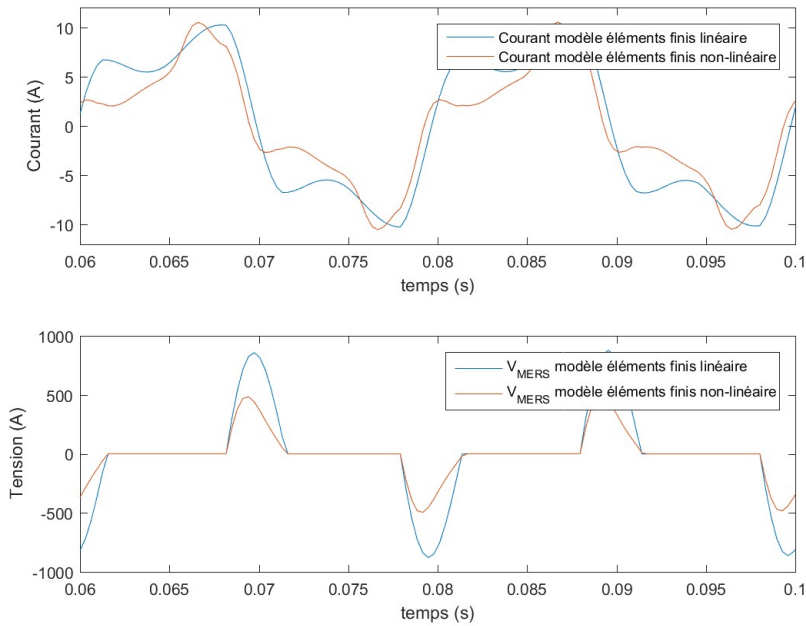 10
5
0
-5
-10
Courant (A)
Courant modèle éléments finis linéaire
Courant modèle éléments finis non-linéaire
0.06 0.065 0.07 0.075 0.08 0.085 0.09 0.095 0.1
temps (s)
1000
500
0
-500
-1000
Tension (A)
V_MERS modèle éléments finis linéaire
V_MERS modèle éléments finis non-linéaire
0.06 0.065 0.07 0.075 0.08 0.085 0.09 0.095 0.1
temps (s)